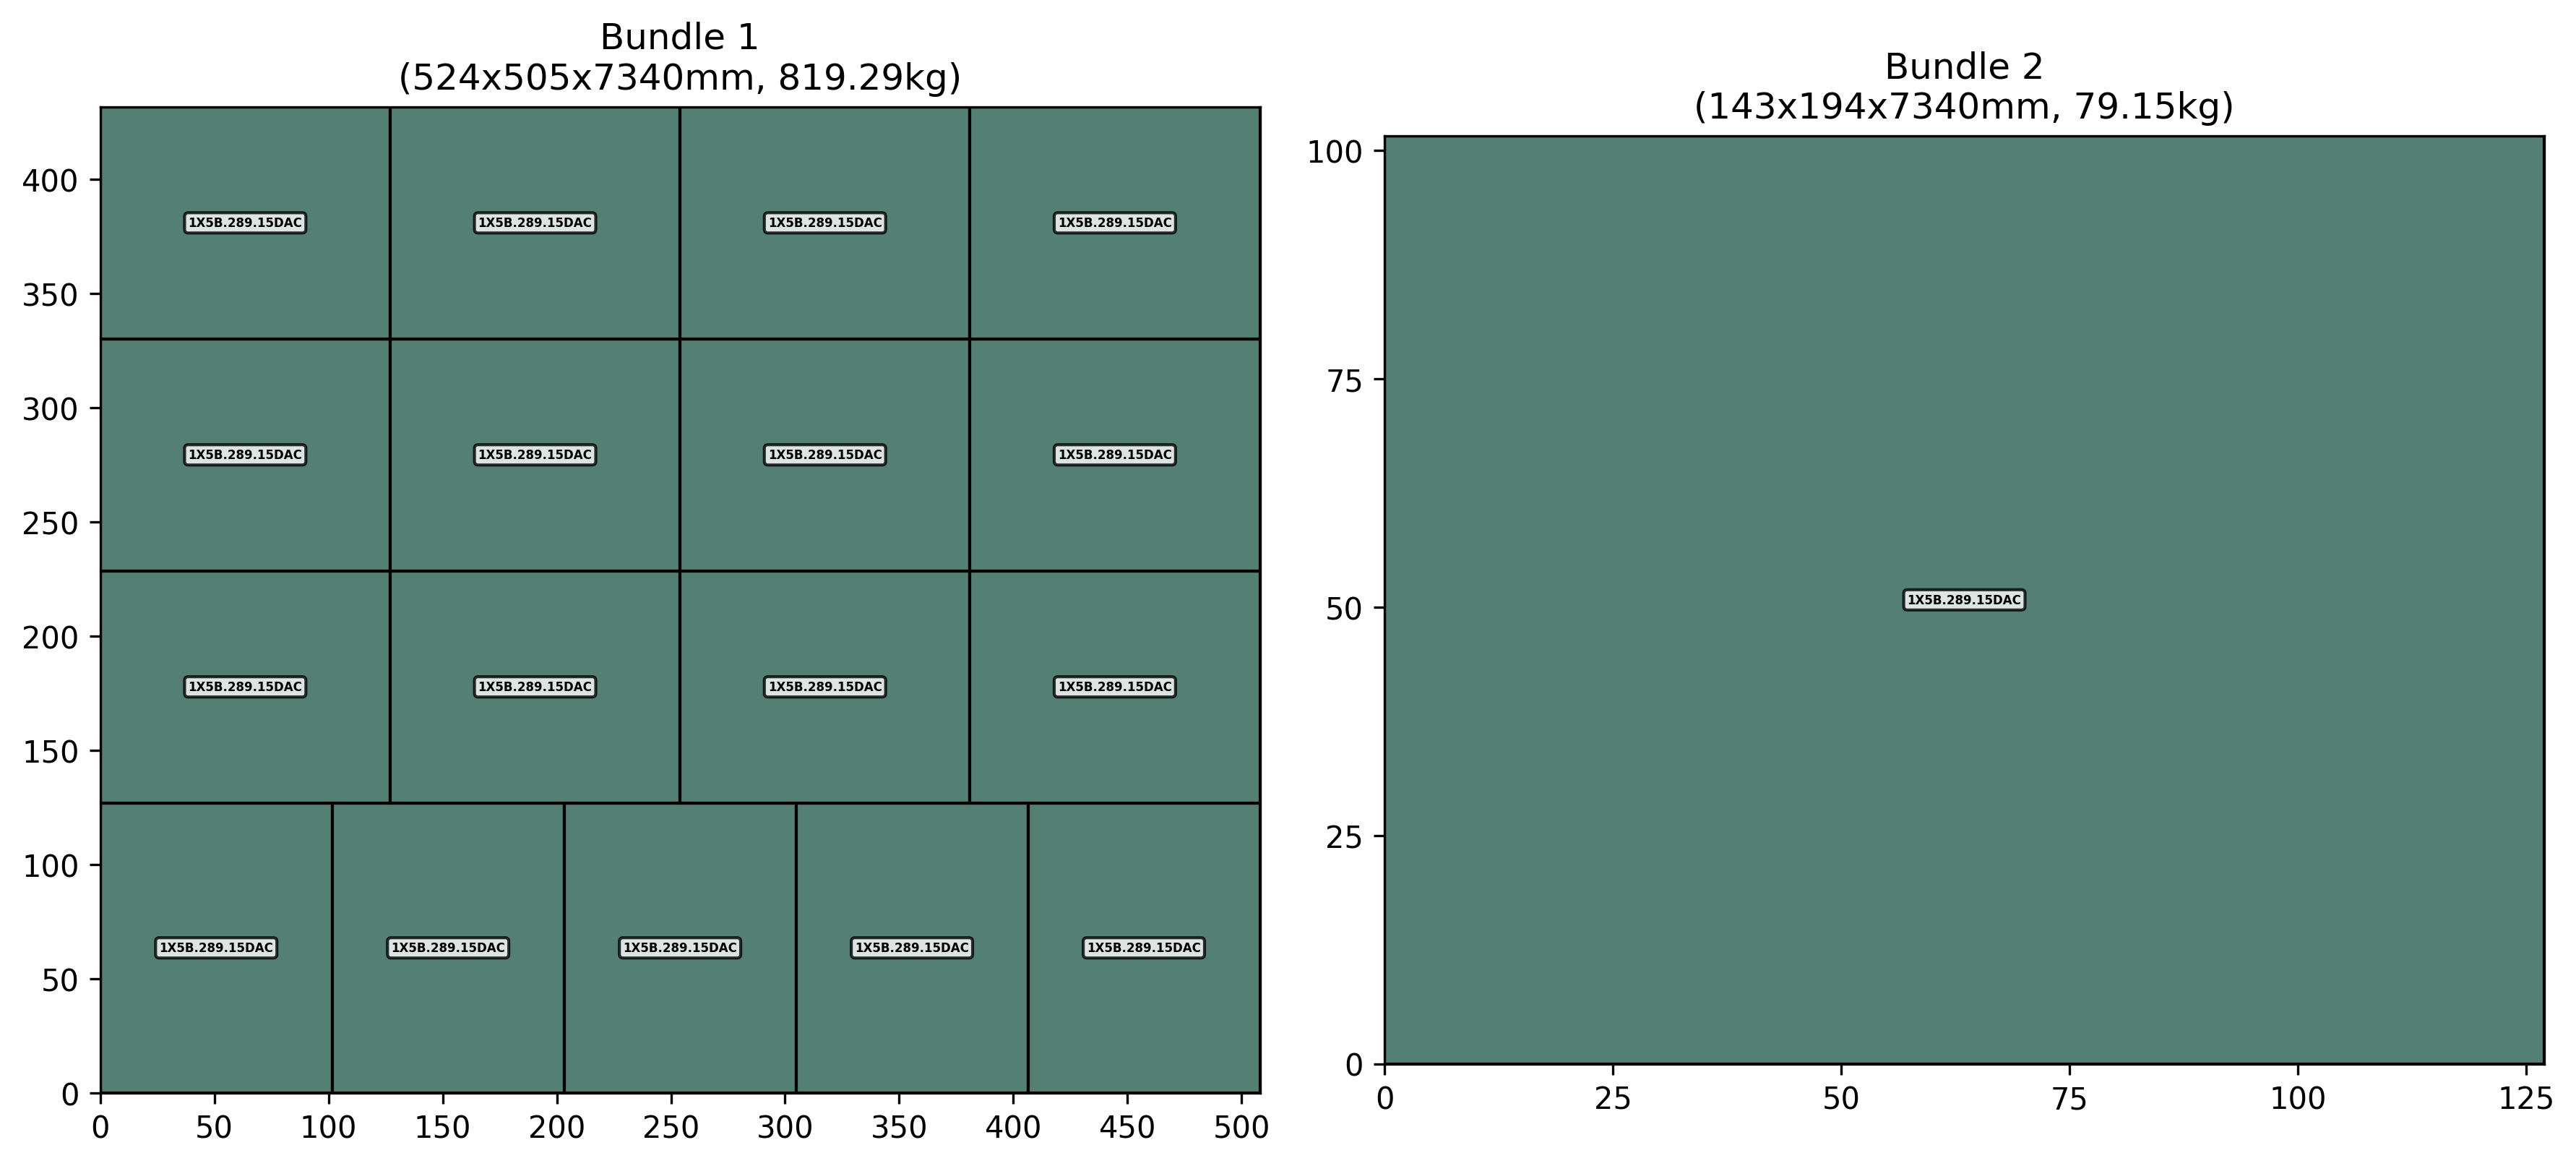 Bundle 1
(524x505x7340mm, 819.29kg)
400
350
300
250
200
150
100
50
0
1X5B.289.15DAC 1X5B.289.15DAC 1X5B.289.15DAC 1X5B.289.15DAC
1X5B.289.15DAC 1X5B.289.15DAC 1X5B.289.15DAC 1X5B.289.15DAC
1X5B.289.15DAC 1X5B.289.15DAC 1X5B.289.15DAC 1X5B.289.15DAC
1X5B.289.15DAC 1X5B.289.15DAC 1X5B.289.15DAC 1X5B.289.15DAC 1X5B.289.15DAC
0 50 100 150 200 250 300 350 400 450 500
Bundle 2
(143x194x7340mm, 79.15kg)
100
75
50
25
0
1X5B.289.15DAC
0 25 50 75 100 125